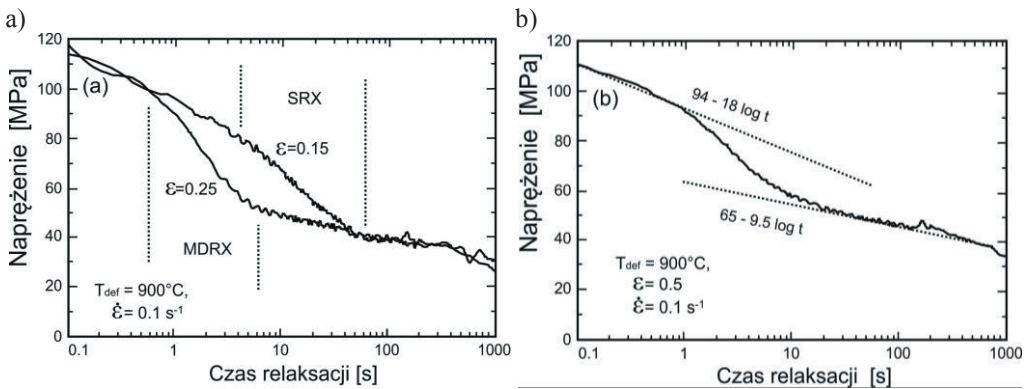 a)
Naprężenie [MPa]
120
100
80
60
40
20
0
(a)
SRX
ε=0.15
ε=0.25
MDRX
Tdef = 900°C,
ε̇= 0.1 s⁻¹
0.1
1
10
100
1000
Czas relaksacji [s]
b)
Naprężenie [MPa]
120
100
80
60
40
20
0
(b)
94 - 18 log t
65 - 9.5 log t
Tdef = 900°C,
ε = 0.5
ε̇ = 0.1 s⁻¹
0.1
1
10
100
1000
Czas relaksacji [s]